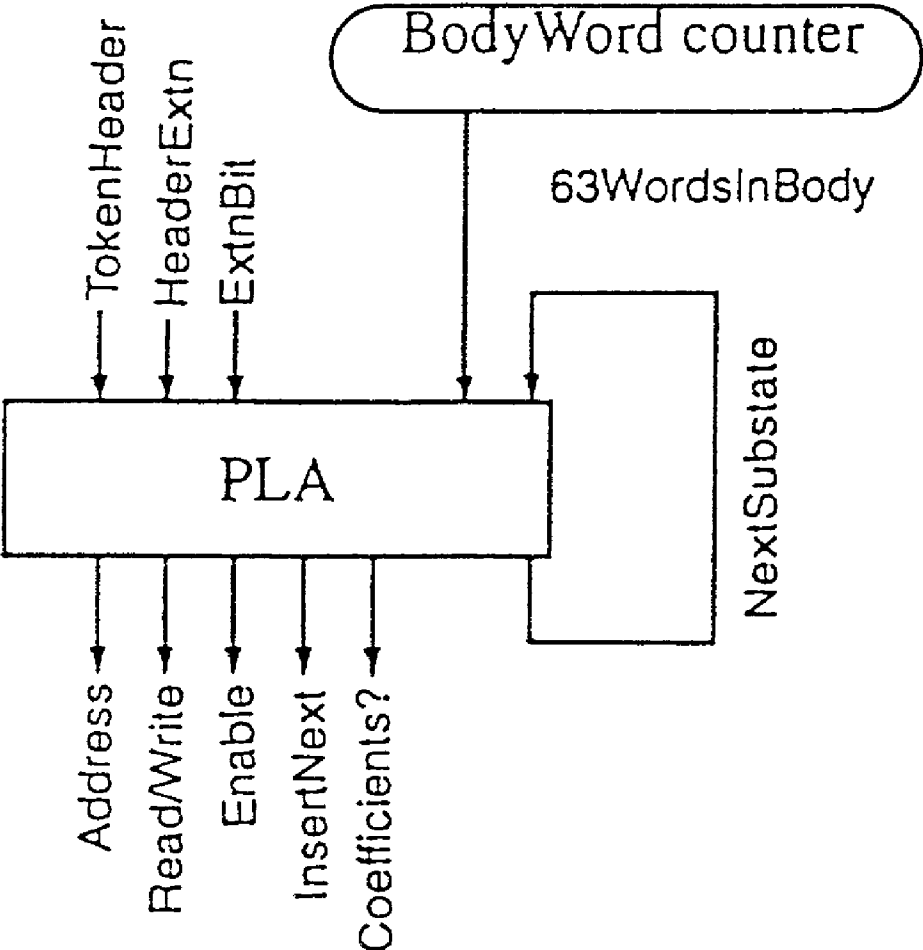 BodyWord counter
TokenHeader
HeaderExtn
ExtnBit
63WordsInBody
NextSubstate
PLA
Address
Read/Write
Enable
InsertNext
Coefficients?